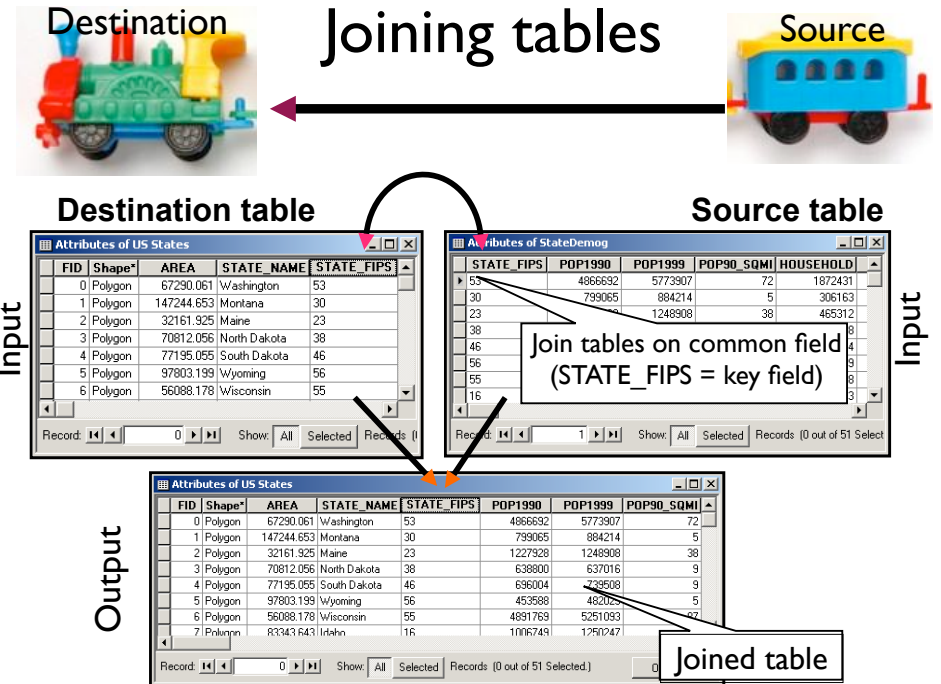 Destination
Joining tables
Source
Destination table
Source table
Input
Attributes of US States
FID Shape* AREA STATE_NAME STATE_FIPS
0 Polygon 67290.061 Washington 53
1 Polygon 147244.653 Montana 30
2 Polygon 32161.925 Maine 23
3 Polygon 70812.056 North Dakota 38
4 Polygon 77195.055 South Dakota 46
5 Polygon 97803.199 Wyoming 56
6 Polygon 56088.178 Wisconsin 55
Record: 0 Show: All Selected Records (0
Attributes of StateDemog
STATE_FIPS POP1990 POP1999 POP90_SQMI HOUSEHOLD
53 4866692 5773907 72 1872431
30 799065 884214 5 306163
23 1248908 38 465312
38 8
46 4
56 9
55 8
16 3
Join tables on common field
(STATE_FIPS = key field)
Record: 1 Show: All Selected Records (0 out of 51 Select
Input
Output
Attributes of US States
FID Shape* AREA STATE_NAME STATE_FIPS POP1990 POP1999 POP90_SQMI
0 Polygon 67290.061 Washington 53 4866692 5773907 72
1 Polygon 147244.653 Montana 30 799065 884214 5
2 Polygon 32161.925 Maine 23 1227928 1248908 38
3 Polygon 70812.056 North Dakota 38 638800 637016 9
4 Polygon 77195.055 South Dakota 46 696004 739508 9
5 Polygon 97803.199 Wyoming 56 453588 482025 5
6 Polygon 56088.178 Wisconsin 55 4891769 5251093
7 Polygon 83343.643 Idaho 16 1006749 1250247
Joined table
Record: 0 Show: All Selected Records (0 out of 51 Selected.)